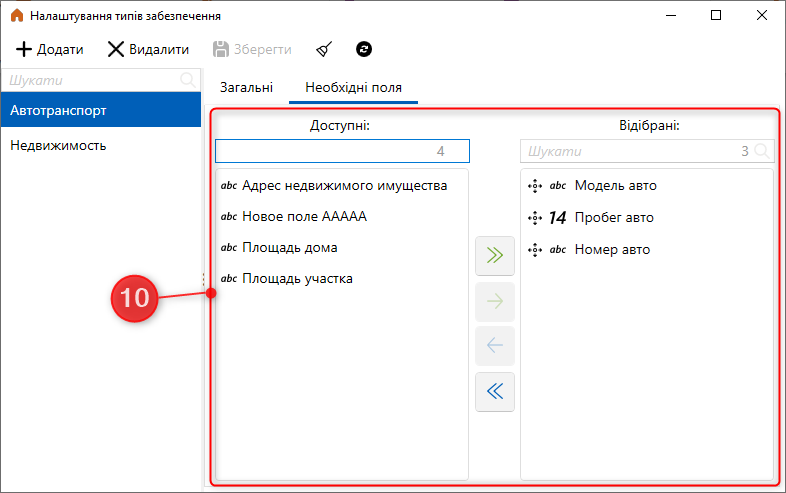 Налаштування типів забезпечення
Додати Видалити Зберегти
Шукати
Автотранспорт
Недвижимость
Загальні Необхідні поля
Доступні:
4
abc Адрес недвижимого имущества
abc Новое поле ААААА
abc Площадь дома
abc Площадь участка
10
Відібрані:
Шукати 3
abc Модель авто
14 Пробег авто
abc Номер авто